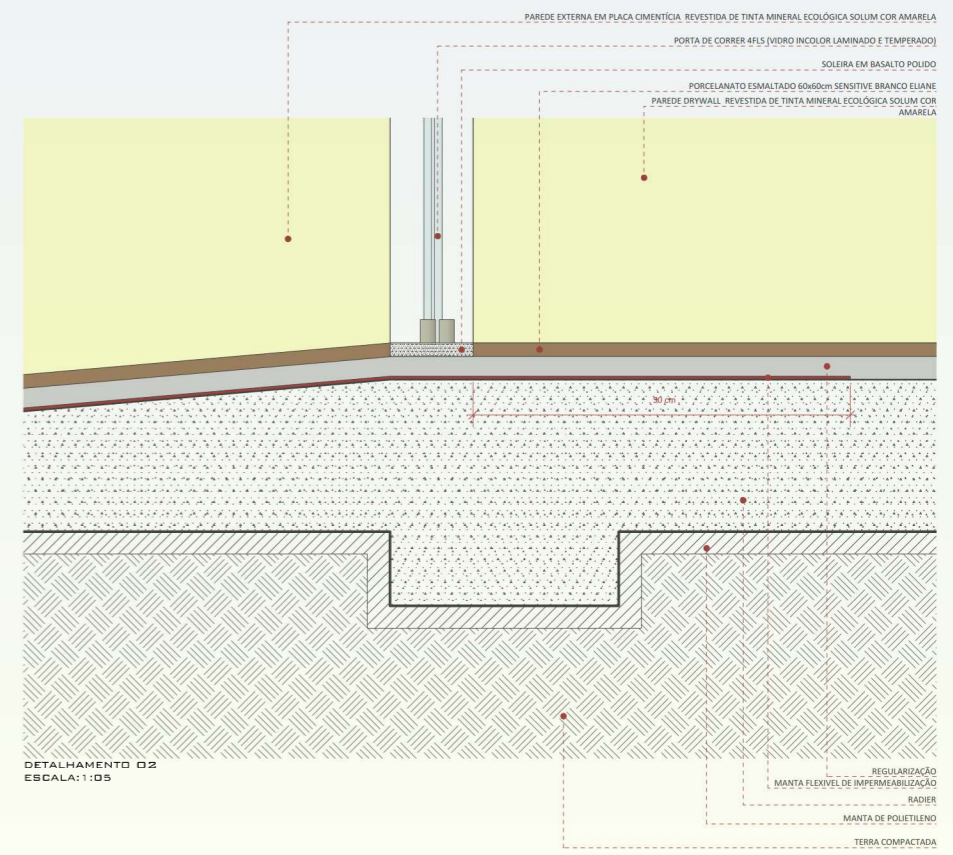 PAREDE EXTERNA EM PLACA CIMENTÍCIA REVESTIDA DE TINTA MINERAL ECOLÓGICA SOLUM COR AMARELA
PORTA DE CORRER 4FLS (VIDRO INCOLOR LAMINADO E TEMPERADO)
SOLEIRA EM BASALTO POLIDO
PORCELANATO ESMALTADO 60x60cm SENSITIVE BRANCO ELIANE
PAREDE DRYWALL REVESTIDA DE TINTA MINERAL ECOLÓGICA SOLUM COR
AMARELA
30 cm
DETALHAMENTO 02
ESCALA:1:05
REGULARIZAÇÃO
MANTA FLEXIVEL DE IMPERMEABILIZAÇÃO
RADIER
MANTA DE POLIETILENO
TERRA COMPACTADA